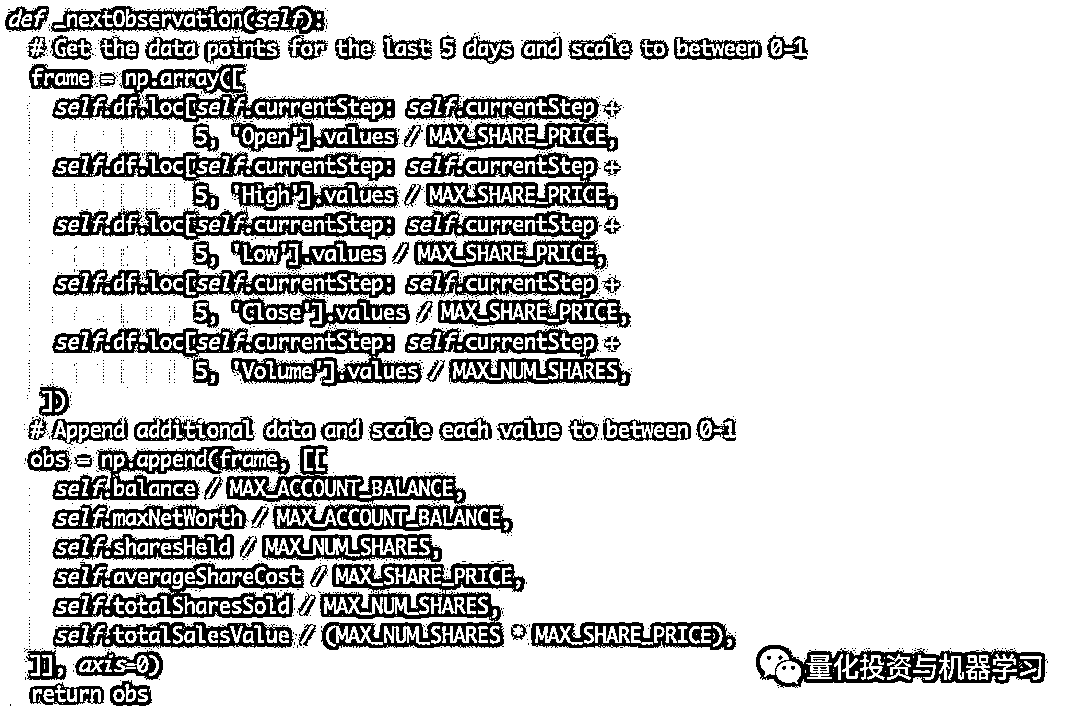 def _nextObservation(self):
  # Get the data points for the last 5 days and scale to between 0-1
  frame = np.array([
    self.df.loc[self.currentStep: self.currentStep +
                5, 'Open'].values / MAX_SHARE_PRICE,
    self.df.loc[self.currentStep: self.currentStep +
                5, 'High'].values / MAX_SHARE_PRICE,
    self.df.loc[self.currentStep: self.currentStep +
                5, 'Low'].values / MAX_SHARE_PRICE,
    self.df.loc[self.currentStep: self.currentStep +
                5, 'Close'].values / MAX_SHARE_PRICE,
    self.df.loc[self.currentStep: self.currentStep +
                5, 'Volume'].values / MAX_NUM_SHARES,
   ])
  # Append additional data and scale each value to between 0-1
  obs = np.append(frame, [[
    self.balance / MAX_ACCOUNT_BALANCE,
    self.maxNetWorth / MAX_ACCOUNT_BALANCE,
    self.sharesHeld / MAX_NUM_SHARES,
    self.averageShareCost / MAX_SHARE_PRICE,
    self.totalSharesSold / MAX_NUM_SHARES,
    self.totalSalesValue / (MAX_NUM_SHARES * MAX_SHARE_PRICE),
  ]], axis=0)
  return obs
量化投资与机器学习